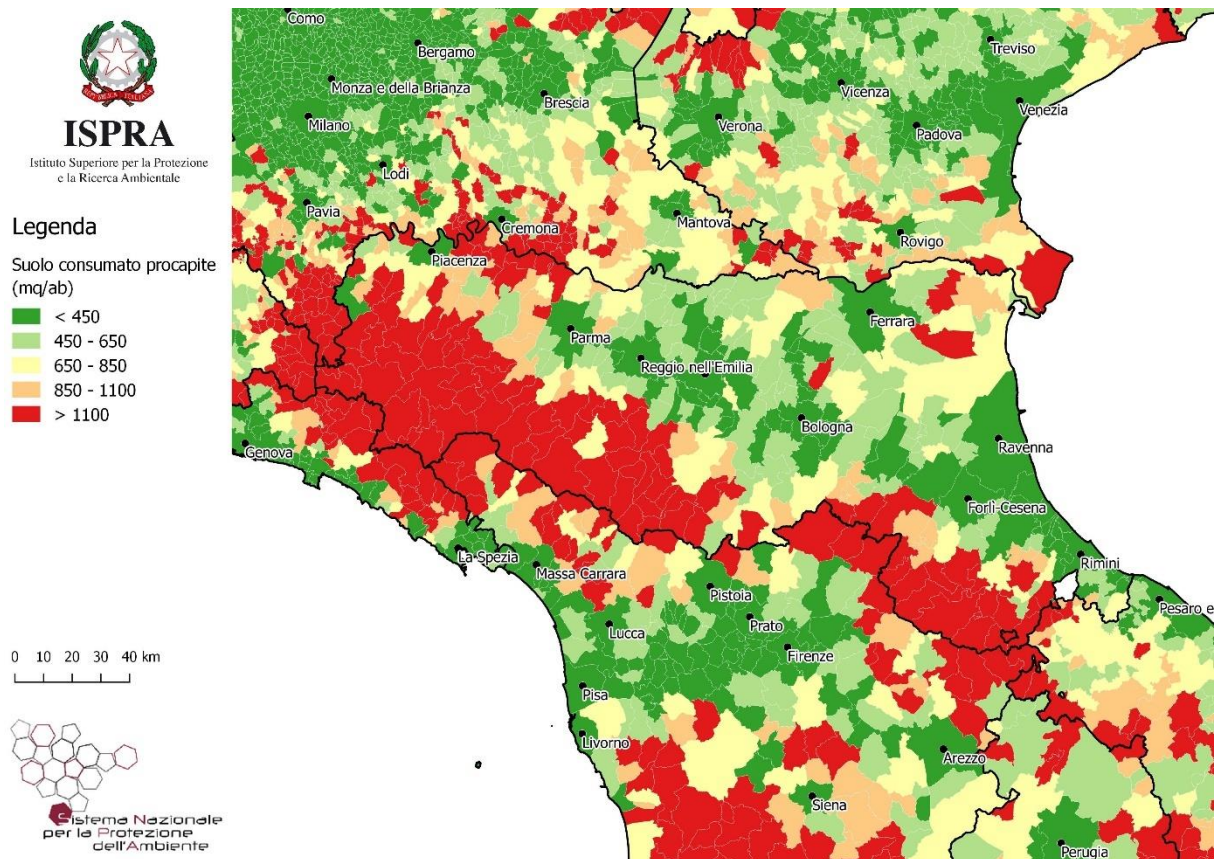 REPVBBLICA ITALIANA
ISPRA
Istituto Superiore per la Protezione
e la Ricerca Ambientale
Legenda
Suolo consumato procapite
(mq/ab)
< 450
450 - 650
650 - 850
850 - 1100
> 1100
0 10 20 30 40 km
Sistema Nazionale
per la Protezione
dell'Ambiente
Como
Bergamo
Treviso
Monza e della Brianza
Brescia
Vicenza
Venezia
Milano
Verona
Padova
Lodi
Pavia
Cremona
Mantova
Rovigo
Piacenza
Parma
Ferrara
Reggio nell'Emilia
Bologna
Ravenna
Genova
Forlì-Cesena
La Spezia
Massa Carrara
Rimini
Pistoia
Pesaro e
Lucca
Prato
Firenze
Pisa
Livorno
Arezzo
Siena
Perugia